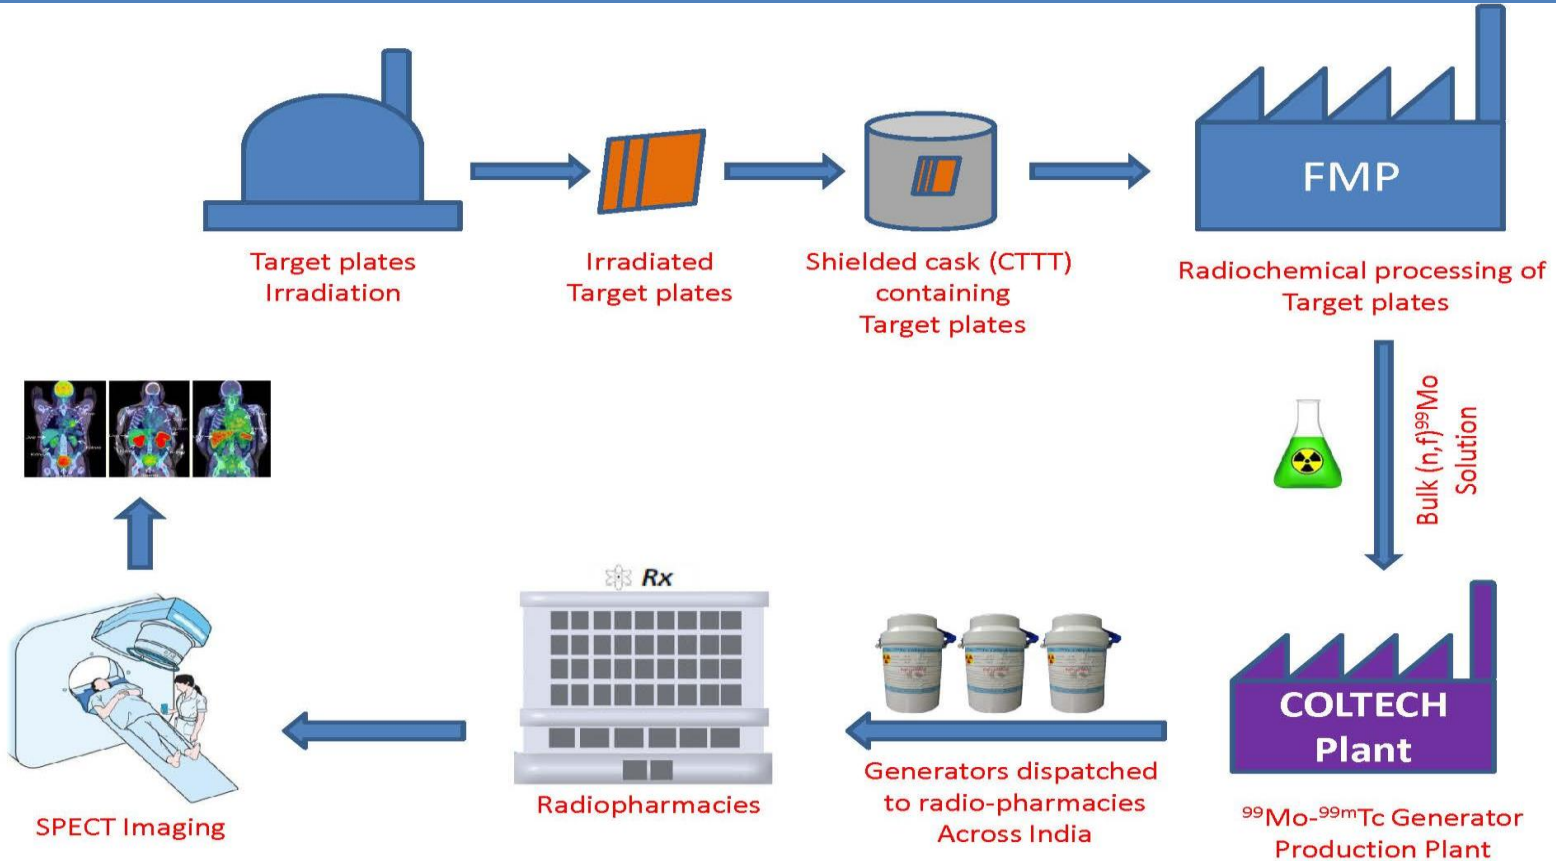 FMP
Target plates
Irradiation
Irradiated
Target plates
Shielded cask (CTTT)
containing
Target plates
Radiochemical processing of
Target plates
Bulk (n,f)⁹⁹Mo
Solution
Rx
COLTECH
Plant
Generators dispatched
to radio-pharmacies
Across India
Radiopharmacies
SPECT Imaging
⁹⁹Mo-⁹⁹ᵐTc Generator
Production Plant